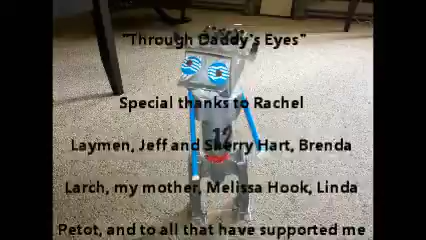 "Through Daddy's Eyes"
Special thanks to Rachel
Laymen, Jeff and Sherry Hart, Brenda
Larch, my mother, Melissa Hook, Linda
Petot, and to all that have supported me
12